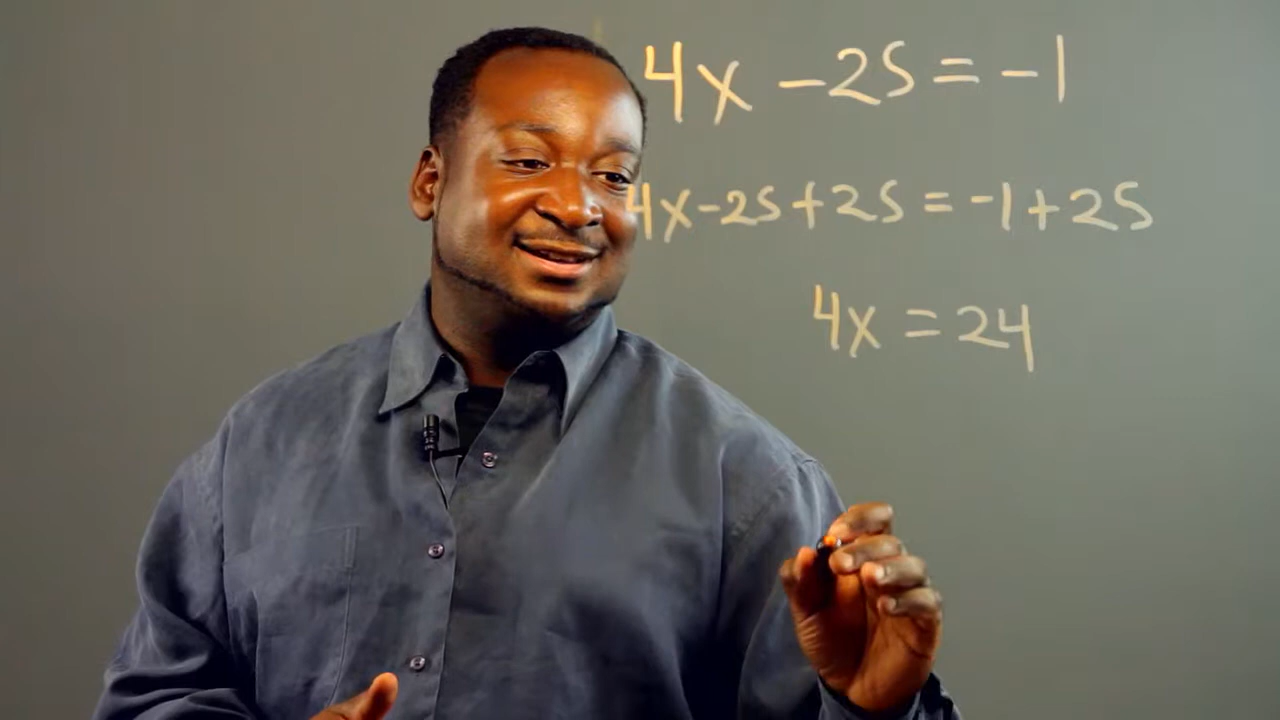 4x - 25 = -1
4x-25+25 = -1+25
4x = 24